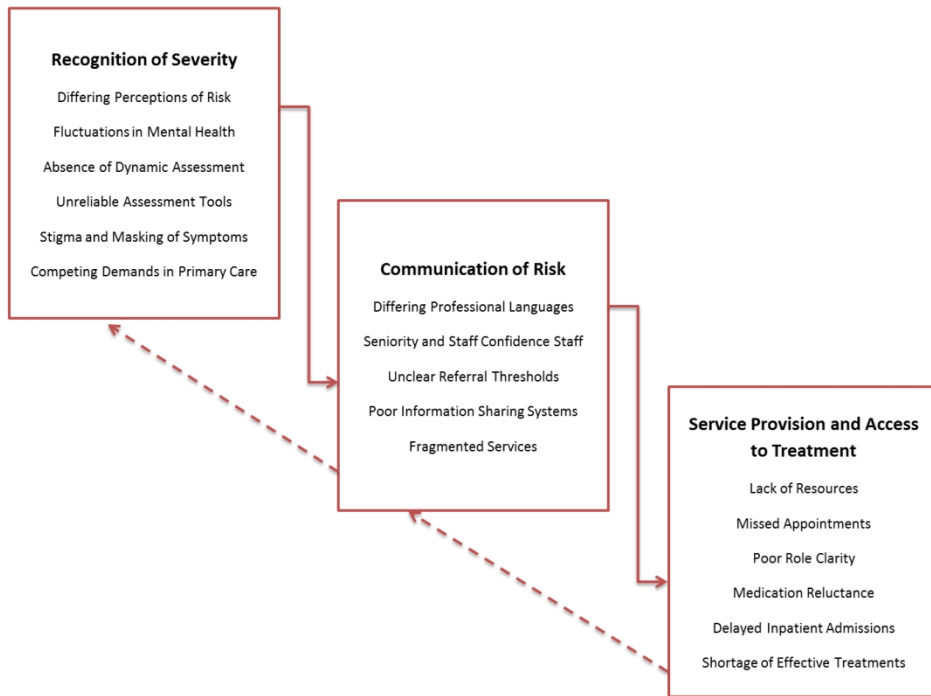 Recognition of Severity
Differing Perceptions of Risk
Fluctuations in Mental Health
Absence of Dynamic Assessment
Unreliable Assessment Tools
Stigma and Masking of Symptoms
Competing Demands in Primary Care
Communication of Risk
Differing Professional Languages
Seniority and Staff Confidence Staff
Unclear Referral Thresholds
Poor Information Sharing Systems
Fragmented Services
Service Provision and Access
to Treatment
Lack of Resources
Missed Appointments
Poor Role Clarity
Medication Reluctance
Delayed Inpatient Admissions
Shortage of Effective Treatments